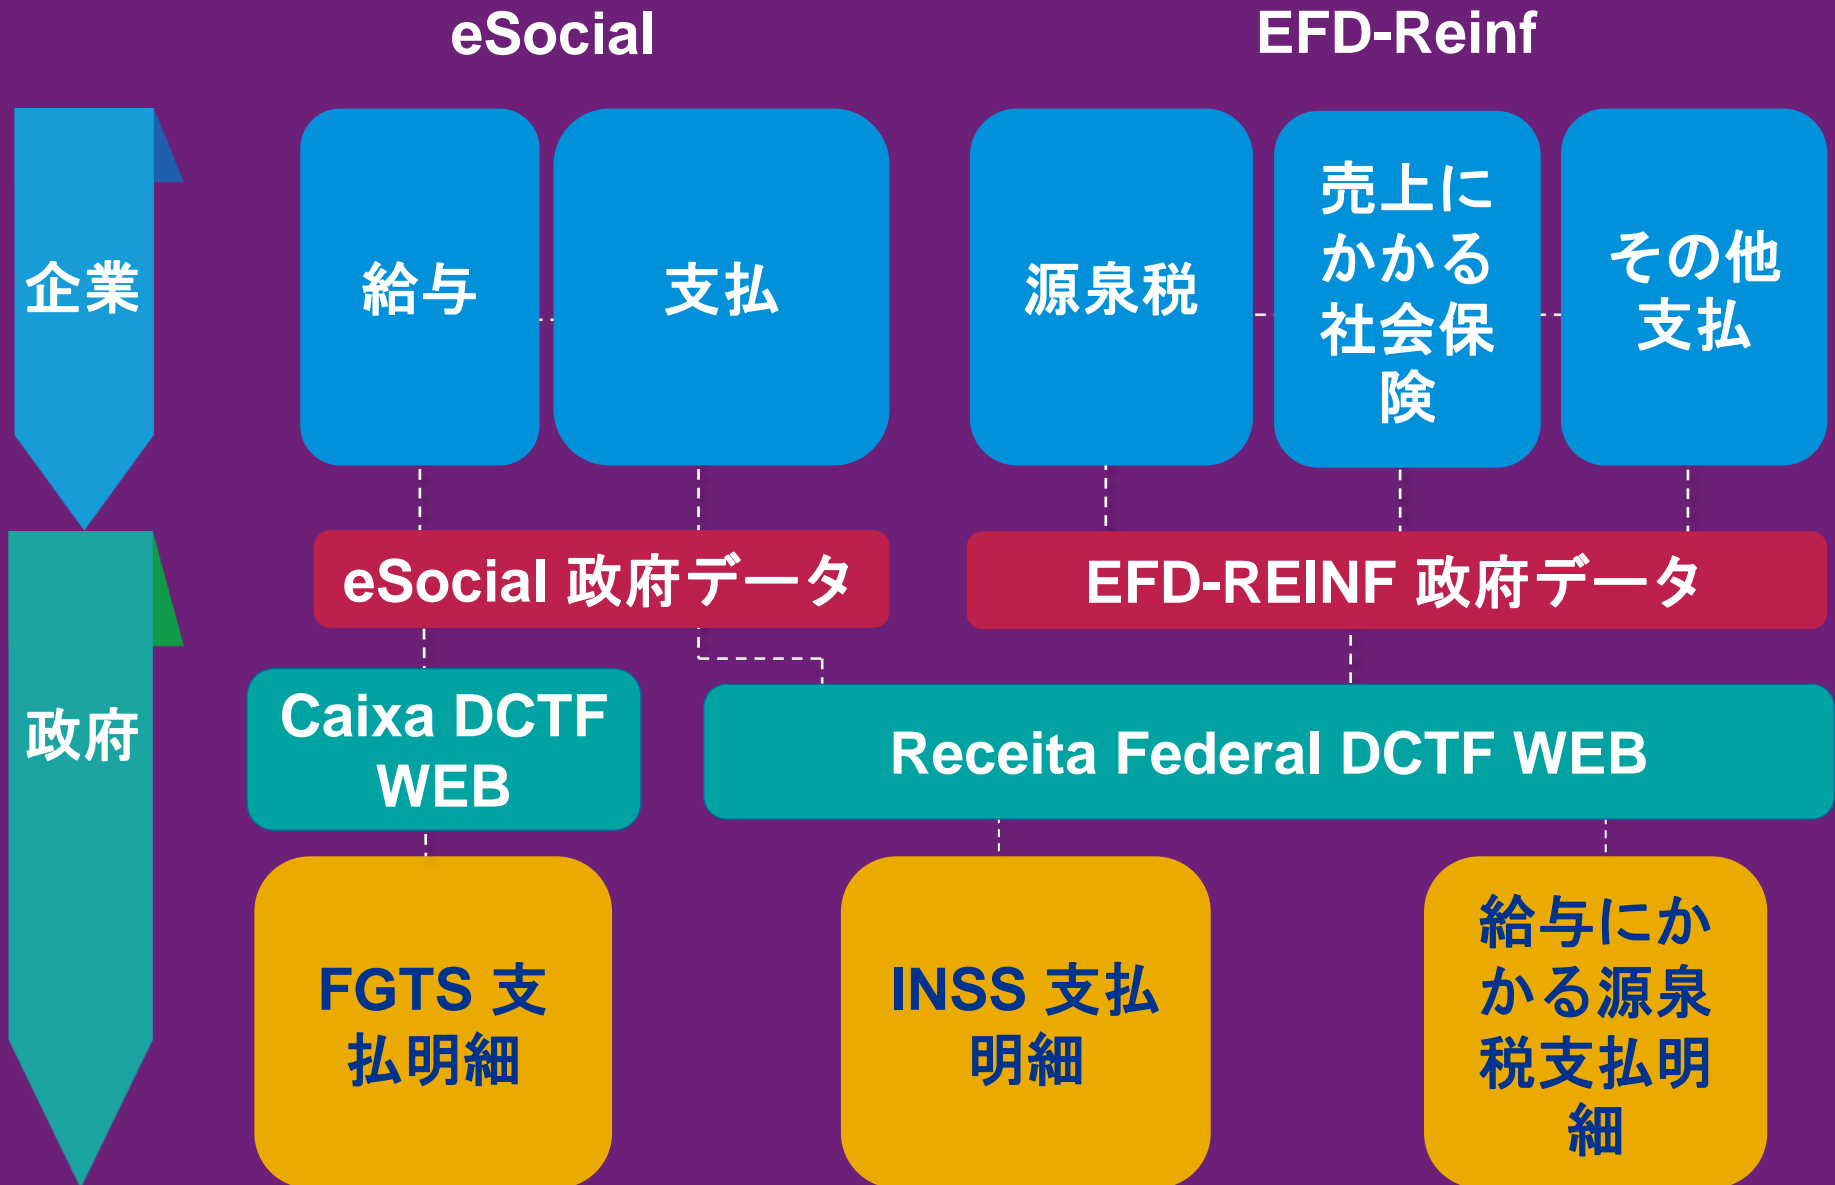 eSocial
EFD-Reinf
企業
給与
支払
源泉税
売上に
かかる
社会保
険
その他
支払
eSocial 政府データ
EFD-REINF 政府データ
政府
Caixa DCTF
WEB
Receita Federal DCTF WEB
FGTS 支
払明細
INSS 支払
明細
給与にか
かる源泉
税支払明
細